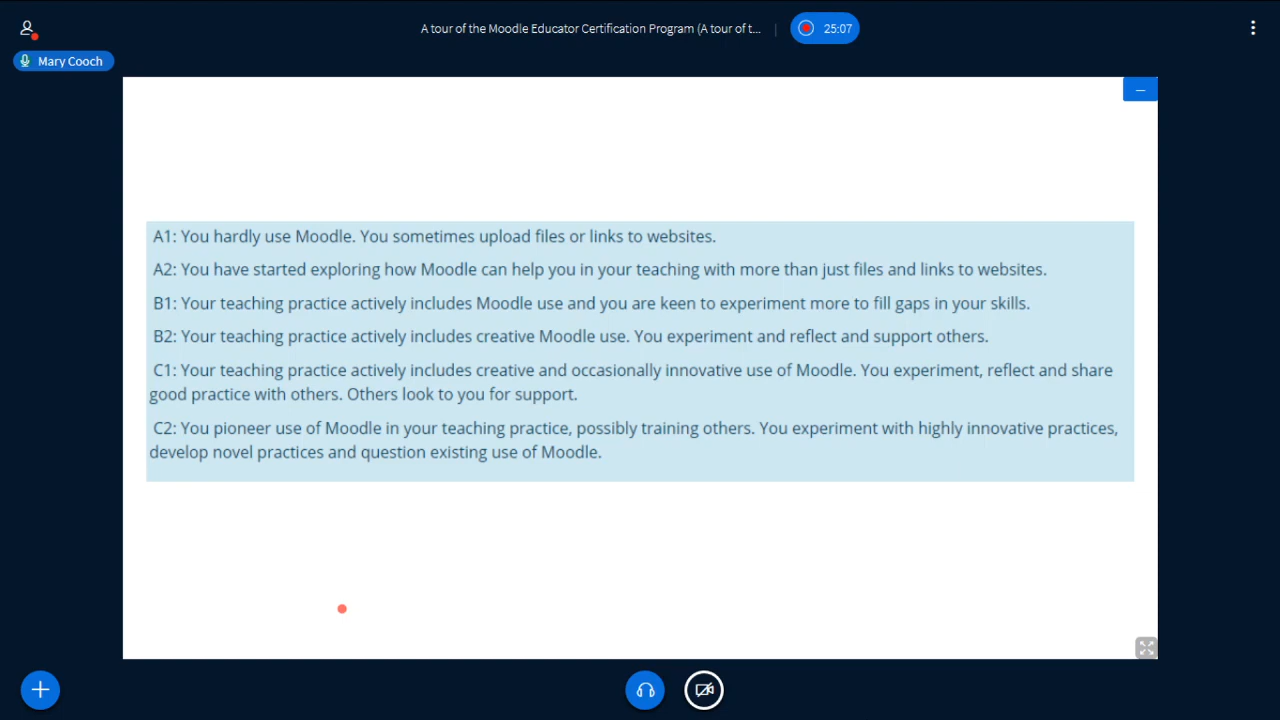 A tour of the Moodle Educator Certification Program (A tour of t...
25:07
Mary Cooch
A1: You hardly use Moodle. You sometimes upload files or links to websites.
A2: You have started exploring how Moodle can help you in your teaching with more than just files and links to websites.
B1: Your teaching practice actively includes Moodle use and you are keen to experiment more to fill gaps in your skills.
B2: Your teaching practice actively includes creative Moodle use. You experiment and reflect and support others.
C1: Your teaching practice actively includes creative and occasionally innovative use of Moodle. You experiment, reflect and share
good practice with others. Others look to you for support.
C2: You pioneer use of Moodle in your teaching practice, possibly training others. You experiment with highly innovative practices,
develop novel practices and question existing use of Moodle.